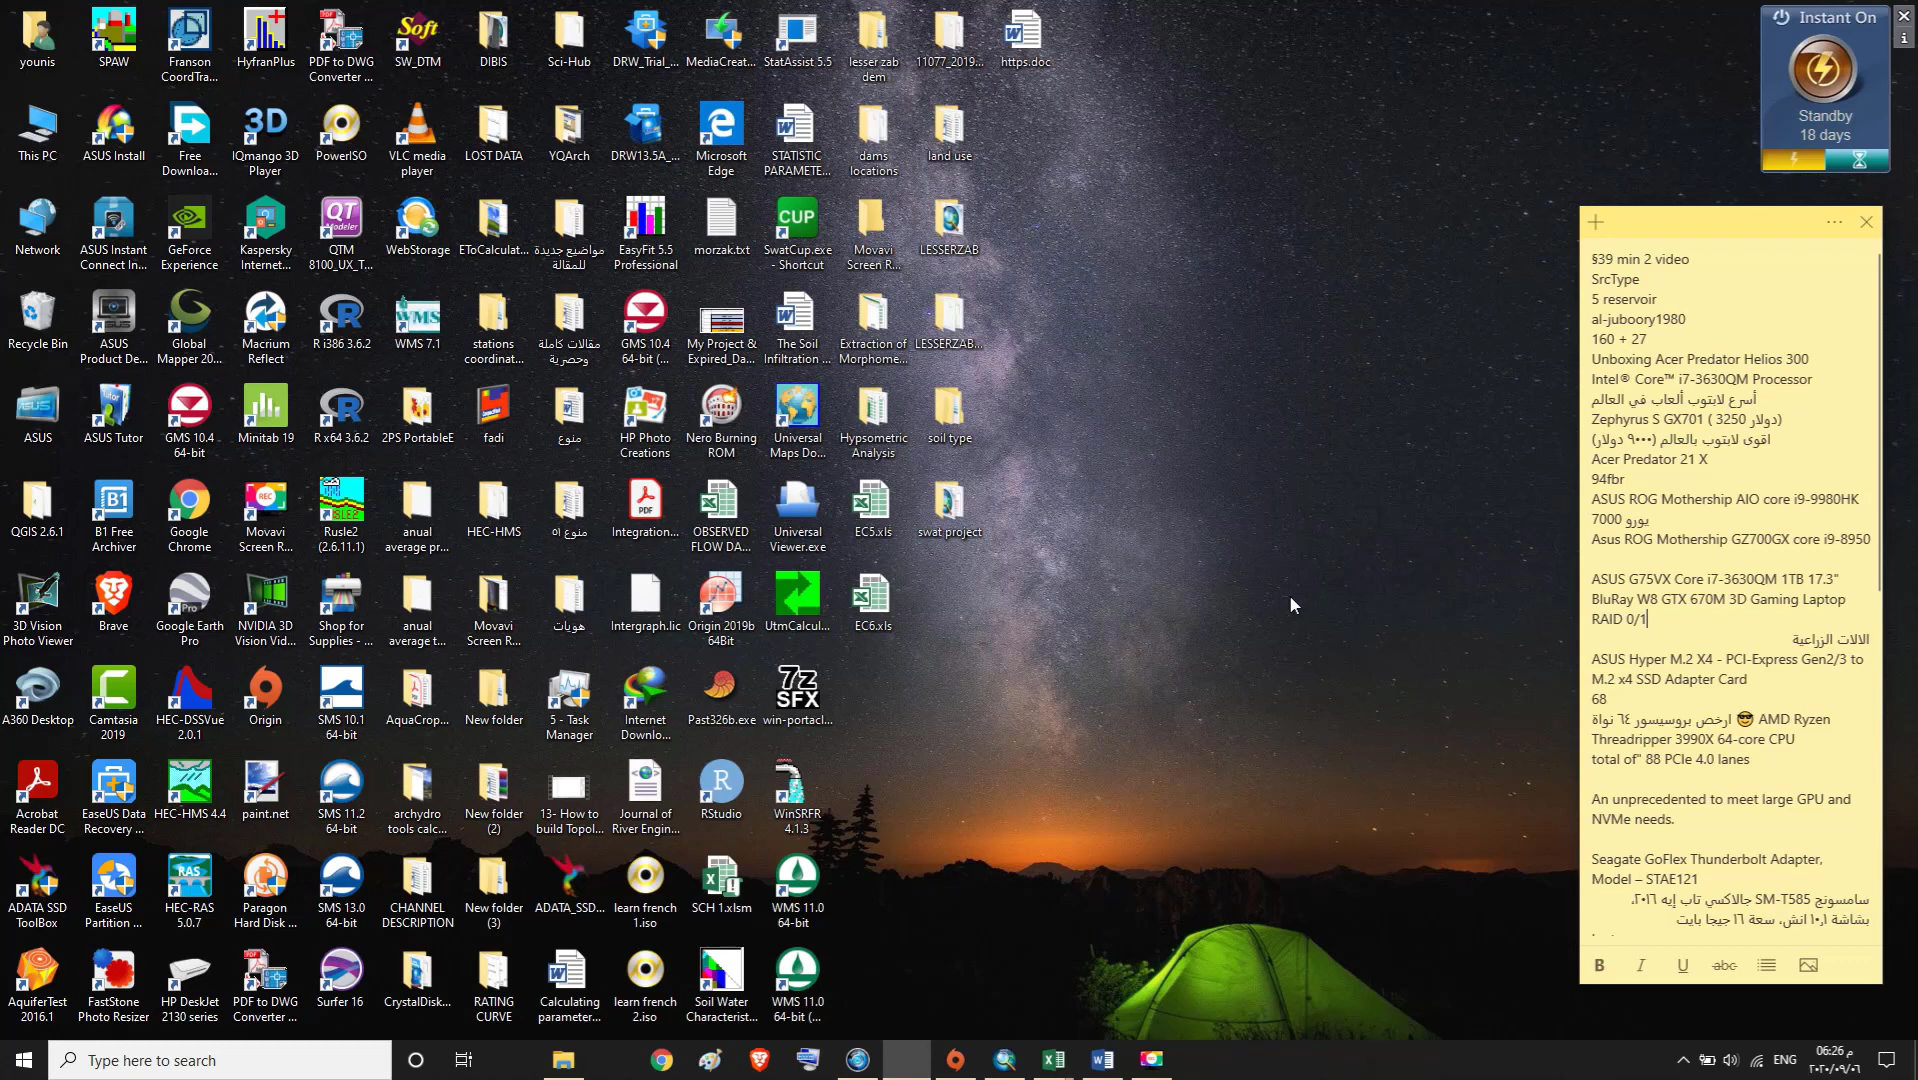 younis
SPAW
Franson
CoordTra...
HyfranPlus
PDF to DWG
Converter ...
SW_DTM
DIBIS
Sci-Hub
DRW_Trial_...
MediaCreat...
StatAssist 5.5
lesser zab
dem
11077_2019...
https.doc
This PC
ASUS Install
Free
Downloa...
IQmango 3D
Player
PowerISO
VLC media
player
LOST DATA
YQArch
DRW13.5A_...
Microsoft
Edge
STATISTIC
PARAMETE...
dams
locations
land use
Network
ASUS Instant
Connect In...
GeForce
Experience
Kaspersky
Internet...
QTM
8100_UX_T...
WebStorage
EToCalculat...
مواضيع جديدة
للمقالة
EasyFit 5.5
Professional
morzak.txt
SwatCup.exe
- Shortcut
Movavi
Screen R...
LESSERZAB
Recycle Bin
ASUS
Product De...
Global
Mapper 20...
Macrium
Reflect
R i386 3.6.2
WMS 7.1
stations
coordinat...
مقالات كاملة
وحصرية
GMS 10.4
64-bit (...
My Project &
Expired_Da...
The Soil
Infiltration ...
Extraction of
Morphome...
LESSERZAB...
ASUS
ASUS Tutor
GMS 10.4
64-bit
Minitab 19
R x64 3.6.2
2PS PortableE
fadi
منوع
HP Photo
Creations
Nero Burning
ROM
Universal
Maps Do...
Hypsometric
Analysis
soil type
QGIS 2.6.1
B1 Free
Archiver
Google
Chrome
Movavi
Screen R...
Rusle2
(2.6.11.1)
anual
average pr...
HEC-HMS
منوع ٥١
Integration...
OBSERVED
FLOW DA...
Universal
Viewer.exe
EC5.xls
swat project
3D Vision
Photo Viewer
Brave
Google Earth
Pro
NVIDIA 3D
Vision Vid...
Shop for
Supplies - ...
anual
average t...
Movavi
Screen R...
هويات
Intergraph.lic
Origin 2019b
64Bit
UtmCalcul...
EC6.xls
A360 Desktop
Camtasia
2019
HEC-DSSVue
2.0.1
Origin
SMS 10.1
64-bit
AquaCrop...
New folder
5 - Task
Manager
Internet
Downlo...
Past326b.exe
win-portacl...
Acrobat
Reader DC
EaseUS Data
Recovery ...
HEC-HMS 4.4
paint.net
SMS 11.2
64-bit
archydro
tools calc...
New folder
(2)
13- How to
build Topol...
Journal of
River Engin...
RStudio
WinSRFR
4.1.3
ADATA SSD
ToolBox
EaseUS
Partition ...
HEC-RAS
5.0.7
Paragon
Hard Disk ...
SMS 13.0
64-bit
CHANNEL
DESCRIPTION
New folder
(3)
ADATA_SSD...
learn french
1.iso
SCH 1.xlsm
WMS 11.0
64-bit
AquiferTest
2016.1
FastStone
Photo Resizer
HP DeskJet
2130 series
PDF to DWG
Converter ...
Surfer 16
CrystalDisk...
RATING
CURVE
Calculating
parameter...
learn french
2.iso
Soil Water
Characterist...
WMS 11.0
64-bit (...
Instant On
Standby
18 days
§39 min 2 video
SrcType
5 reservoir
al-juboory1980
160 + 27
Unboxing Acer Predator Helios 300
Intel® Core™ i7-3630QM Processor
أسرع لابتوب ألعاب في العالم
Zephyrus S GX701 ( 3250 دولار)
اقوى لابتوب بالعالم (٩٠٠٠ دولار)
Acer Predator 21 X
94fbr
ASUS ROG Mothership AIO core i9-9980HK
7000 يورو
Asus ROG Mothership GZ700GX core i9-8950
ASUS G75VX Core i7-3630QM 1TB 17.3"
BluRay W8 GTX 670M 3D Gaming Laptop
RAID 0/1
الالات الزراعية
ASUS Hyper M.2 X4 - PCI-Express Gen2/3 to
M.2 x4 SSD Adapter Card
68
ارخص بروسيسور ٦٤ نواة 😎 AMD Ryzen
Threadripper 3990X 64-core CPU
total of" 88 PCIe 4.0 lanes
An unprecedented to meet large GPU and
NVMe needs.
Seagate GoFlex Thunderbolt Adapter,
Model – STAE121
سامسونج SM-T585 جالاكسي تاب إيه ٢٠١٦،
بشاشة ١٠٫١ انش، سعة ١٦ جيجا بايت
B I U abc
Type here to search
ENG
06:26 م
٢٠٢٠/٠٩/٠٦